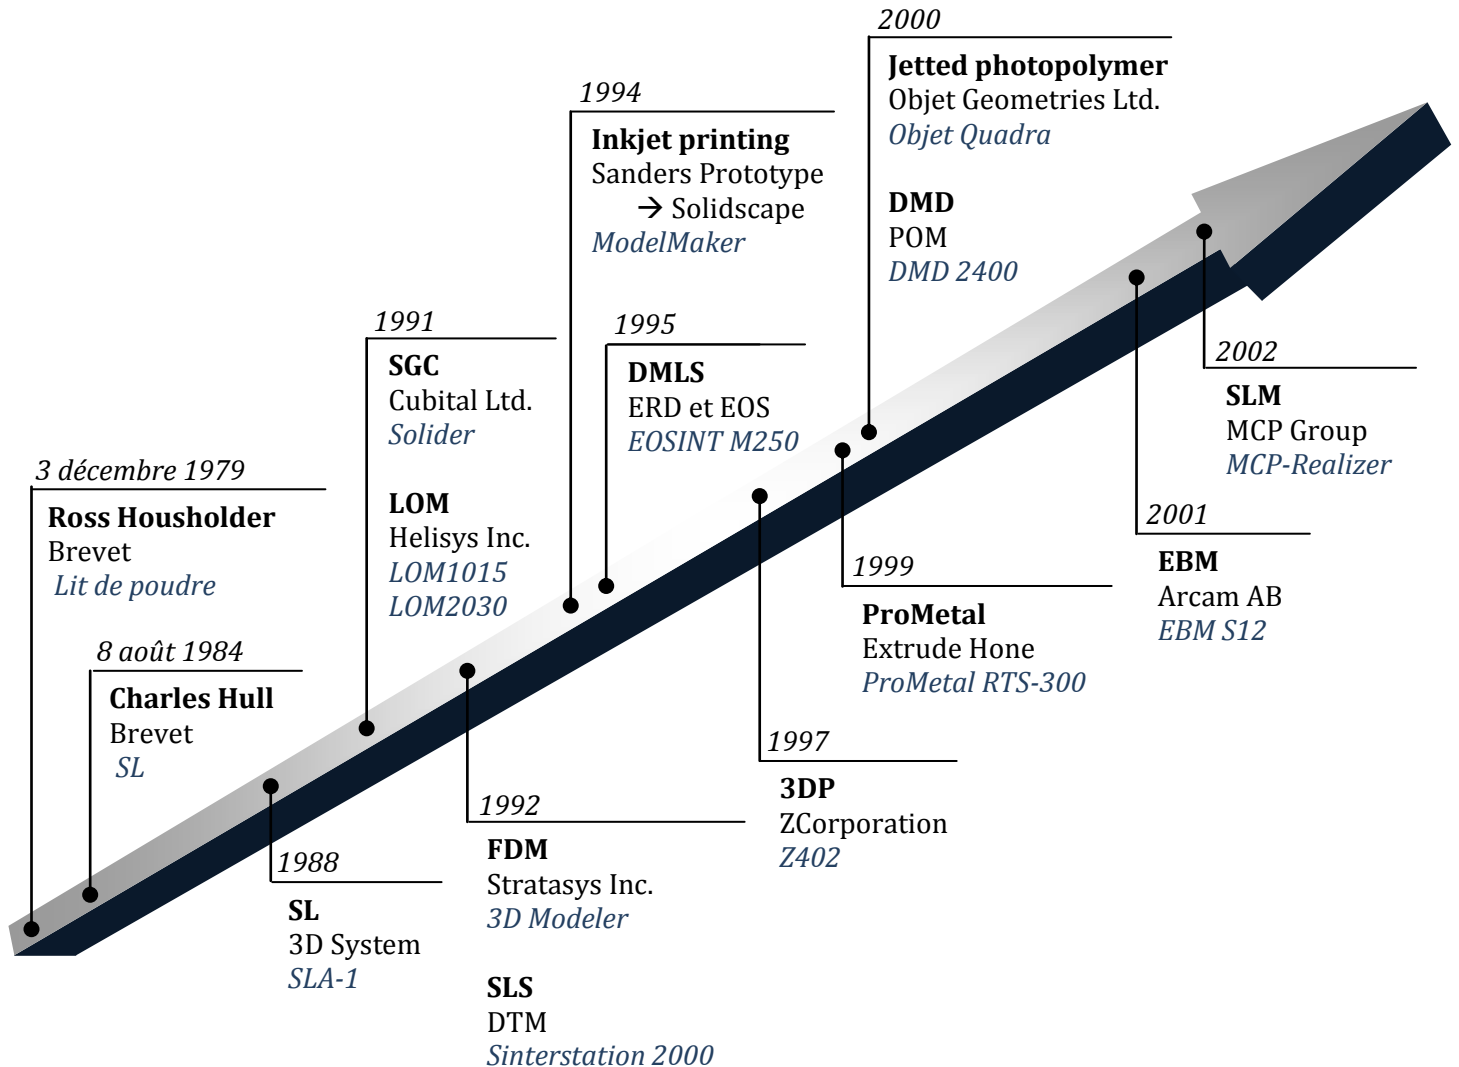 3 décembre 1979
Ross Housholder
Brevet
Lit de poudre
8 août 1984
Charles Hull
Brevet
SL
1988
SL
3D System
SLA-1
1991
SGC
Cubital Ltd.
Solider
LOM
Helisys Inc.
LOM1015
LOM2030
1992
FDM
Stratasys Inc.
3D Modeler
SLS
DTM
Sinterstation 2000
1994
Inkjet printing
Sanders Prototype
→ Solidscape
ModelMaker
1995
DMLS
ERD et EOS
EOSINT M250
1997
3DP
ZCorporation
Z402
1999
ProMetal
Extrude Hone
ProMetal RTS-300
2000
Jetted photopolymer
Objet Geometries Ltd.
Objet Quadra
DMD
POM
DMD 2400
2001
EBM
Arcam AB
EBM S12
2002
SLM
MCP Group
MCP-Realizer